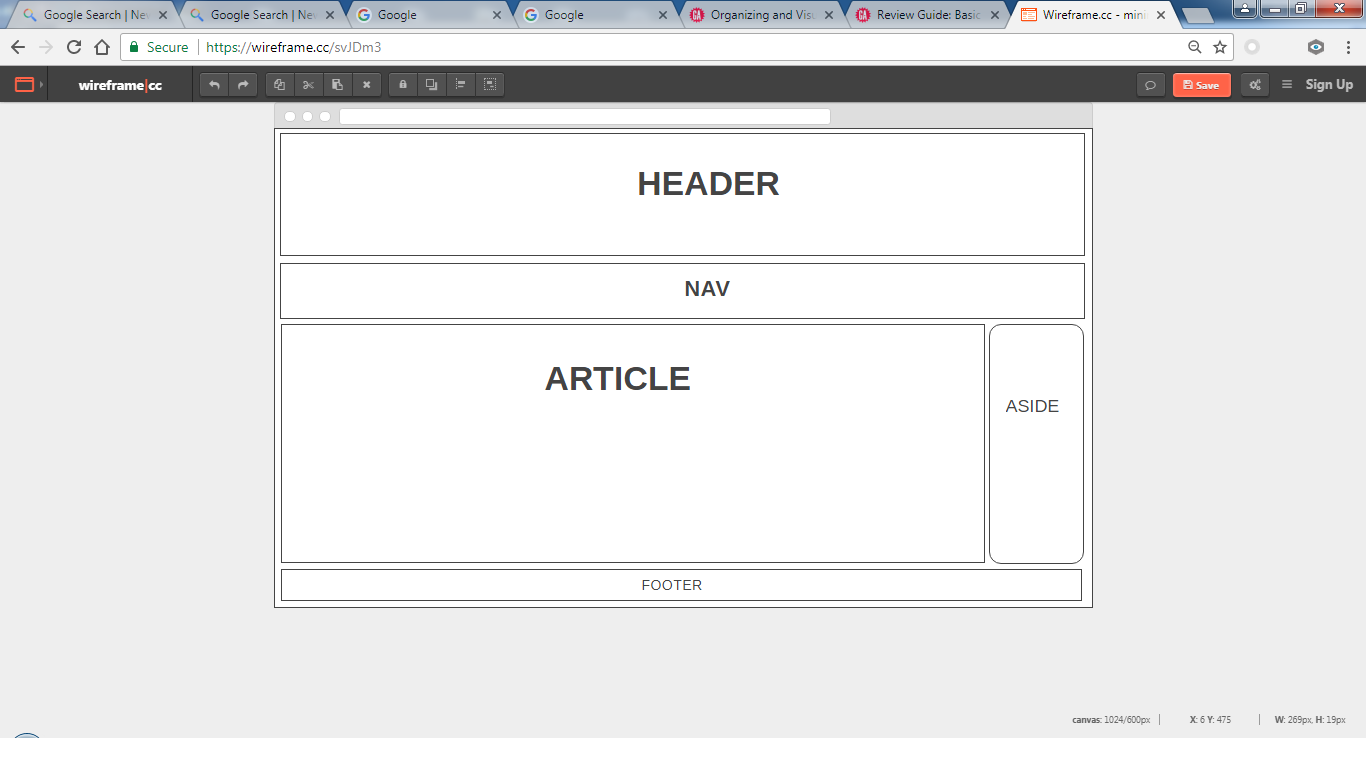 Google Search | Nev
Google Search | Nev
Google
Google
Organizing and Visu
Review Guide: Basic
Wireframe.cc - mini
Secure
https://wireframe.cc/svJDm3
wireframe|cc
Save
Sign Up
HEADER
NAV
ARTICLE
ASIDE
FOOTER
canvas: 1024/600px
X: 6 Y: 475
W: 269px, H: 19px